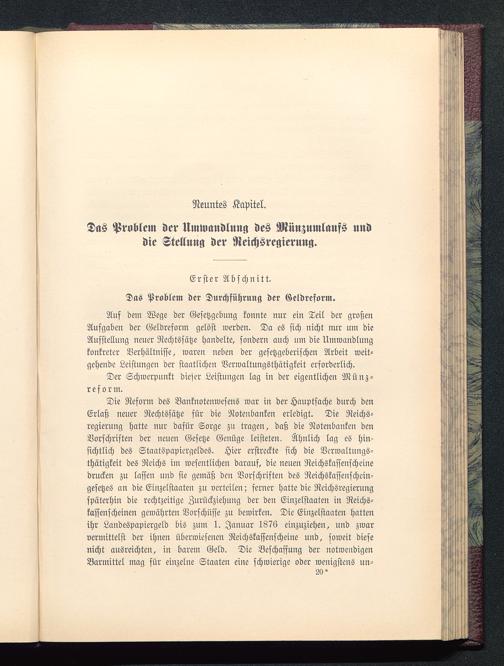 Neuntes Kapitel.
Das Problem der Umwandlung des Münzumlaufs und
die Stellung der Reichsregierung.
Erster Abschnitt.
Das Problem der Durchführung der Geldreform.
Auf dem Wege der Gesetzgebung konnte nur ein Teil der großen
Aufgaben der Geldreform gelöst werden. Da es sich nicht nur um die
Aufstellung neuer Rechtssätze handelte, sondern auch um die Umwandlung
konkreter Verhältnisse, waren neben der gesetzgeberischen Arbeit weit-
gehende Leistungen der staatlichen Verwaltungsthätigkeit erforderlich.
Der Schwerpunkt dieser Leistungen lag in der eigentlichen Münz-
reform.
Die Reform des Banknotenwesens war in der Hauptsache durch den
Erlaß neuer Rechtssätze für die Notenbanken erledigt. Die Reichs-
regierung hatte nur dafür Sorge zu tragen, daß die Notenbanken den
Vorschriften der neuen Gesetze Genüge leisteten. Ähnlich lag es hin-
sichtlich des Staatspapiergeldes. Hier erstreckte sich die Verwaltungs-
thätigkeit des Reichs im wesentlichen darauf, die neuen Reichskassenscheine
drucken zu lassen und sie gemäß den Vorschriften des Reichskassenschein-
gesetzes an die Einzelstaaten zu verteilen; ferner hatte die Reichsregierung
späterhin die rechtzeitige Zurückziehung der den Einzelstaaten in Reichs-
kassenscheinen gewährten Vorschüsse zu bewirken. Die Einzelstaaten hatten
ihr Landespapiergeld bis zum 1. Januar 1876 einzuziehen, und zwar
vermittelst der ihnen überwiesenen Reichskassenscheine und, soweit diese
nicht ausreichten, in barem Geld. Die Beschaffung der notwendigen
Barmittel mag für einzelne Staaten eine schwierige oder wenigstens un-
20*